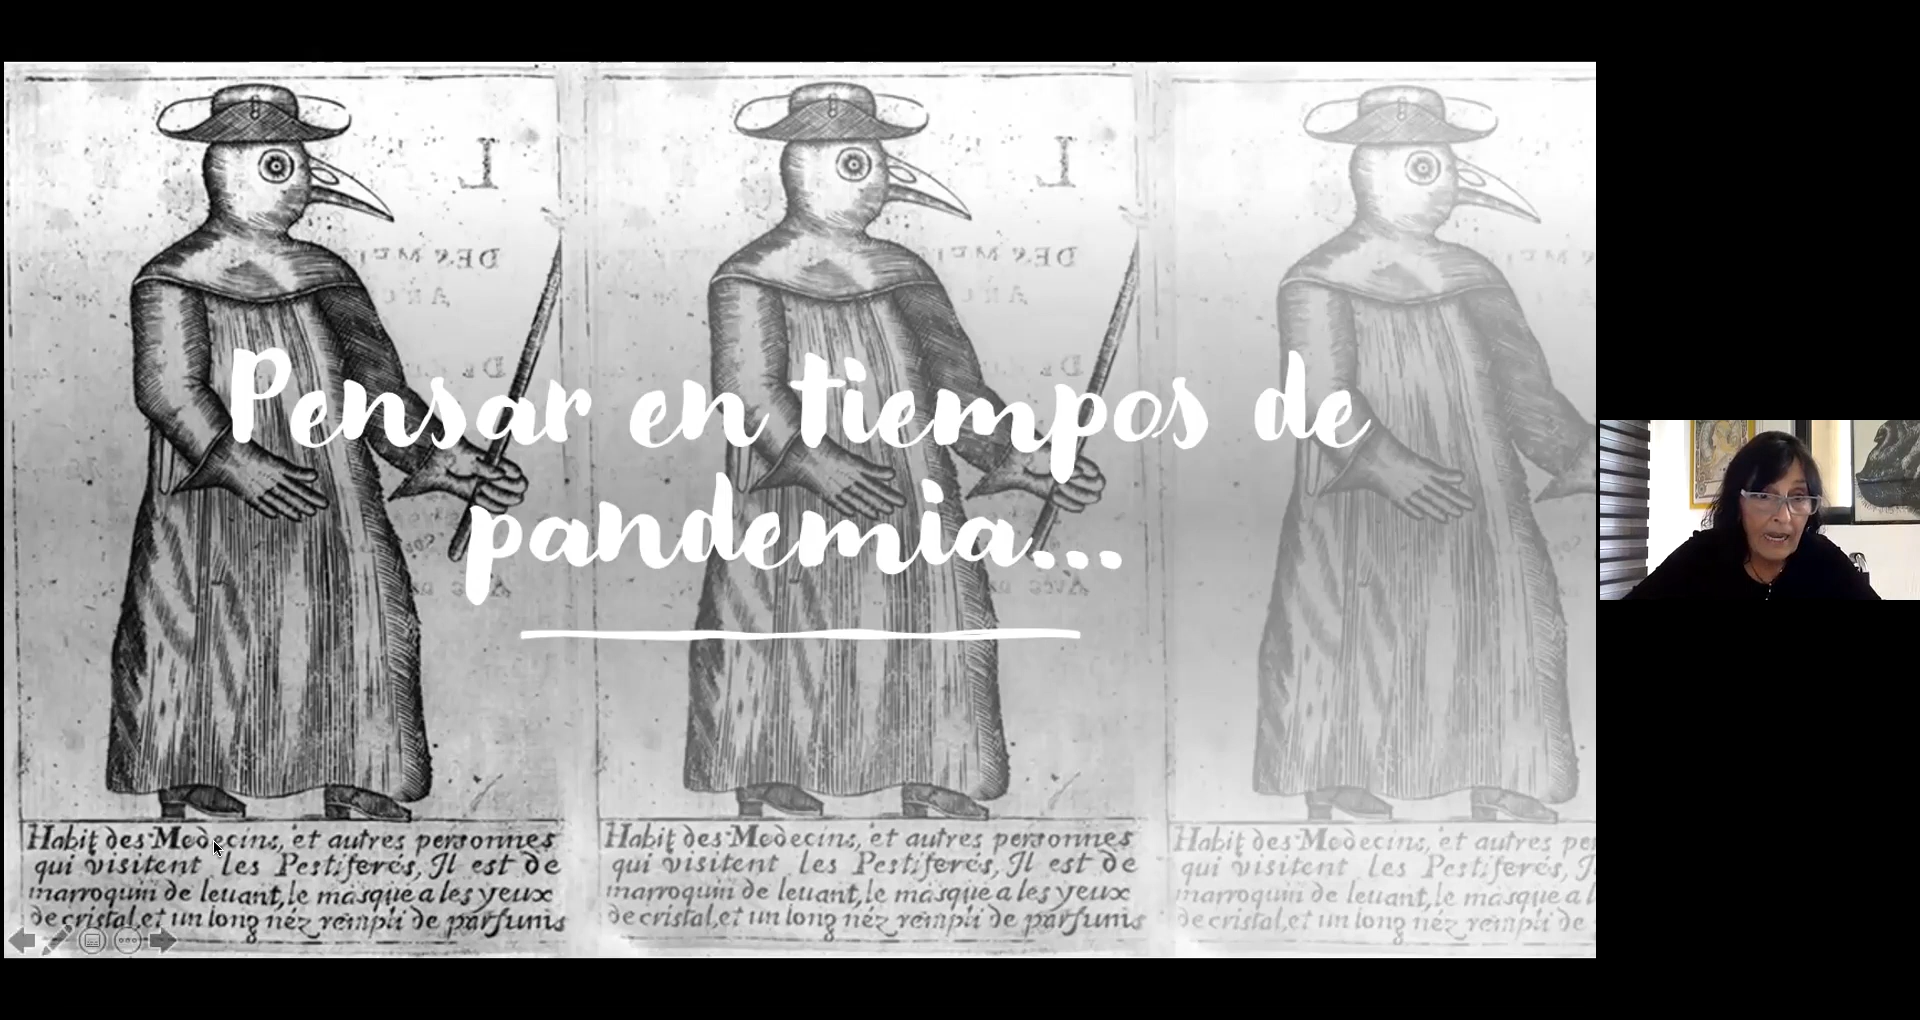 Pensar en tiempos de
pandemia...
Habit des Medecins, et autres personnes
qui visitent les Pestiferés, Il est de
marroquin de leuant, le masque a les yeux
de cristal, et un long néz rempli de parfums
Habit des Medecins, et autres personnes
qui visitent les Pestiferés, Il est de
marroquin de leuant, le masque a les yeux
de cristal, et un long néz rempli de parfums
Habit des Medecins, et autres per
qui visitent les Pestiferés, I
marroquin de leuant, le masque a l
de cristal, et un long néz rempli de